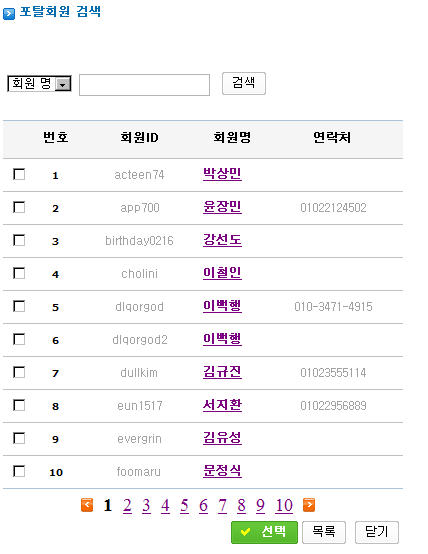 포탈회원 검색
회원 명 검색
번호 회원ID 회원명 연락처
1 acteen74 박상민
2 app700 윤장민 01022124502
3 birthday0216 강선도
4 cholini 이철인
5 dlqorgod 이백행 010-3471-4915
6 dlqorgod2 이백행
7 dullkim 김규진 01023555114
8 eun1517 서지환 01022956889
9 evergrin 김유성
10 foomaru 문정식
1 2 3 4 5 6 7 8 9 10
선택 목록 닫기